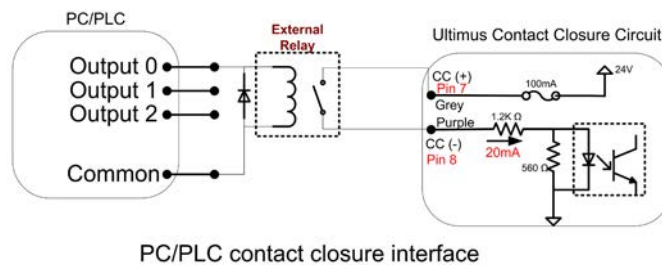 PC/PLC
External
Relay
Ultimus Contact Closure Circuit
Output 0
Output 1
Output 2
Common
CC (+)
Pin 7
Grey
100mA
24V
Purple
1.2K Ω
CC (-)
Pin 8
20mA
560 Ω
PC/PLC contact closure interface